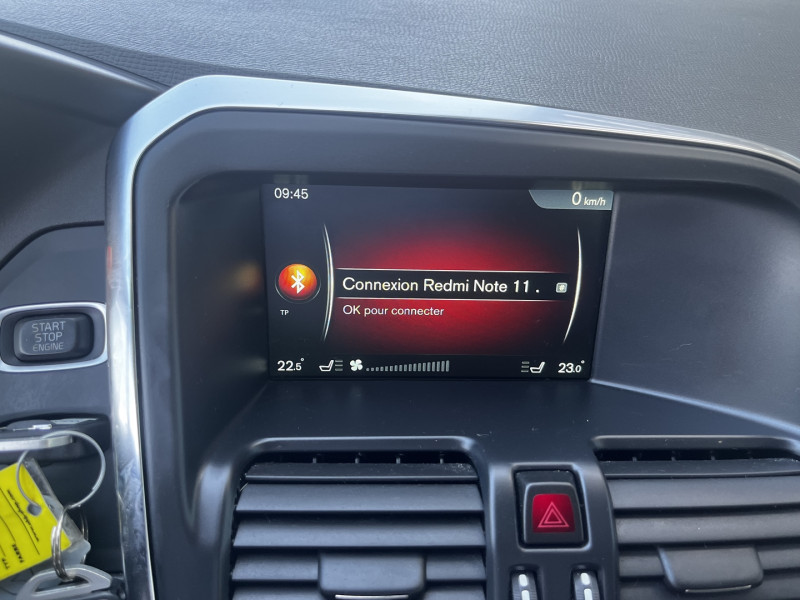 09:45
0 km/h
Connexion Redmi Note 11 .
OK pour connecter
TP
22.5°
23.0°
START
STOP
ENGINE